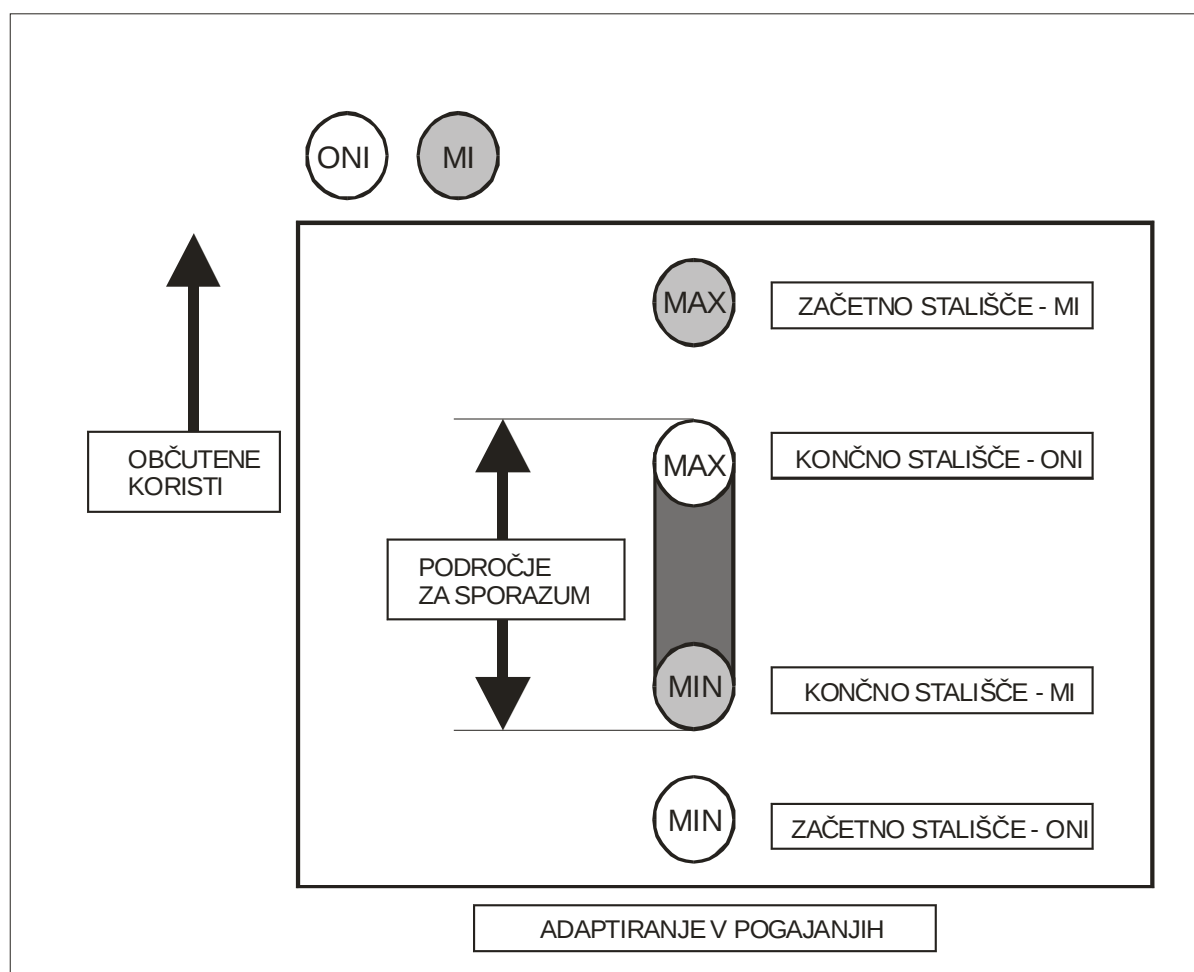 ONI
MI
MAX
ZAČETNO STALIŠČE - MI
OBČUTENE
KORISTI
MAX
KONČNO STALIŠČE - ONI
PODROČJE
ZA SPORAZUM
MIN
KONČNO STALIŠČE - MI
MIN
ZAČETNO STALIŠČE - ONI
ADAPTIRANJE V POGAJANJIH